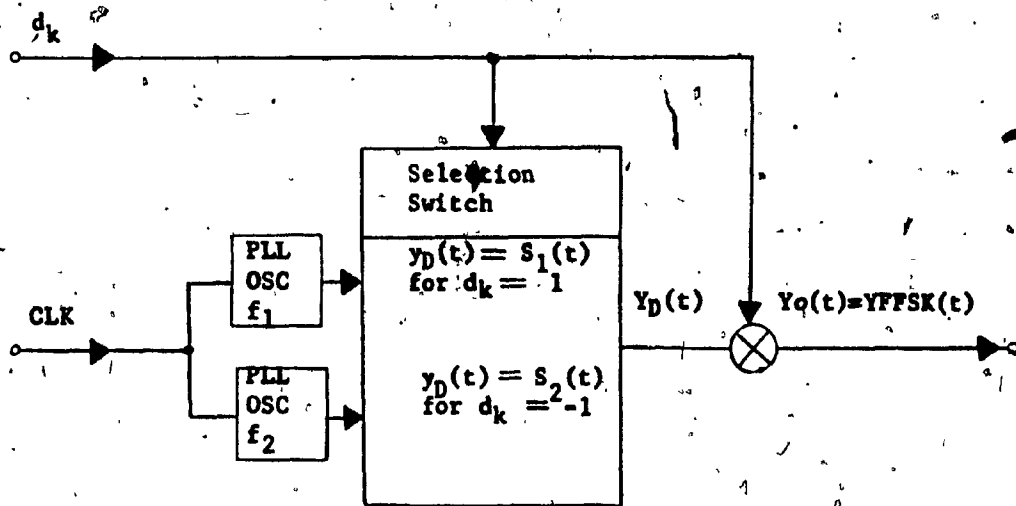 d_k
Selection
Switch
y_D(t) = S_1(t)
for d_k = 1
PLL
OSC
f_1
CLK
Y_D(t)
Yo(t)=YFFSK(t)
PLL
OSC
f_2
y_D(t) = S_2(t)
for d_k = -1